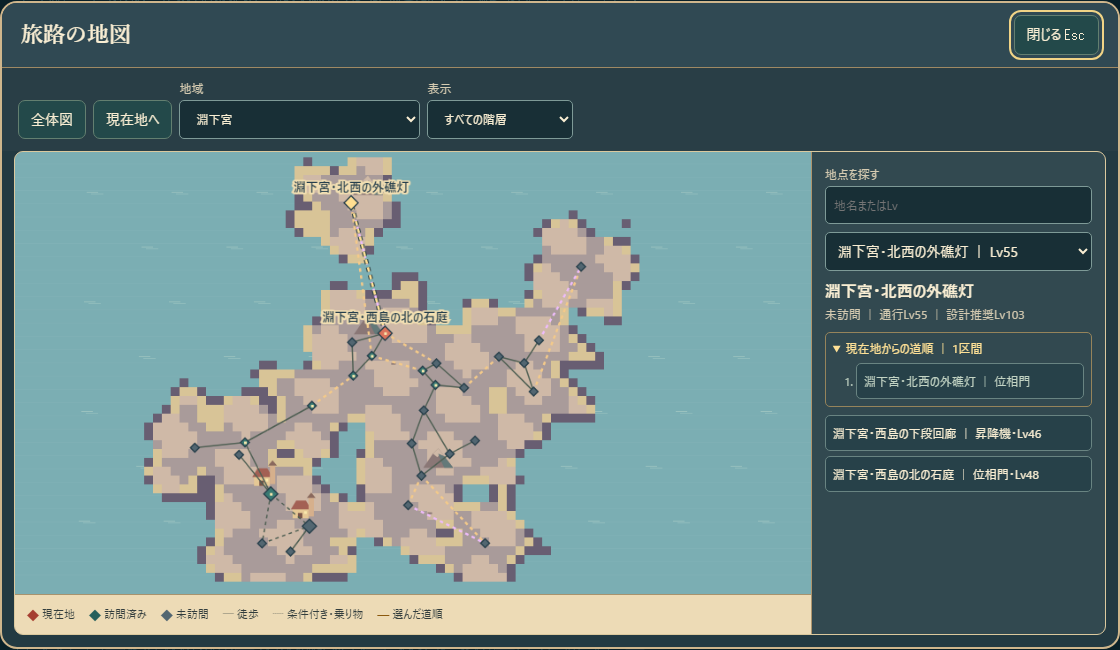 旅路の地図
閉じる Esc
地域
表示
全体図
現在地へ
淵下宮
すべての階層
淵下宮・北西の外礁灯
淵下宮・西島の北の石庭
現在地
訪問済み
未訪問
徒歩
条件付き・乗り物
選んだ道順
地点を探す
地名またはLv
淵下宮・北西の外礁灯 | Lv55
淵下宮・北西の外礁灯
未訪問 | 通行Lv55 | 設計推奨Lv103
▼ 現在地からの道順 | 1区間
1. 淵下宮・北西の外礁灯 | 位相門
淵下宮・西島の下段回廊 | 昇降機・Lv46
淵下宮・西島の北の石庭 | 位相門・Lv48